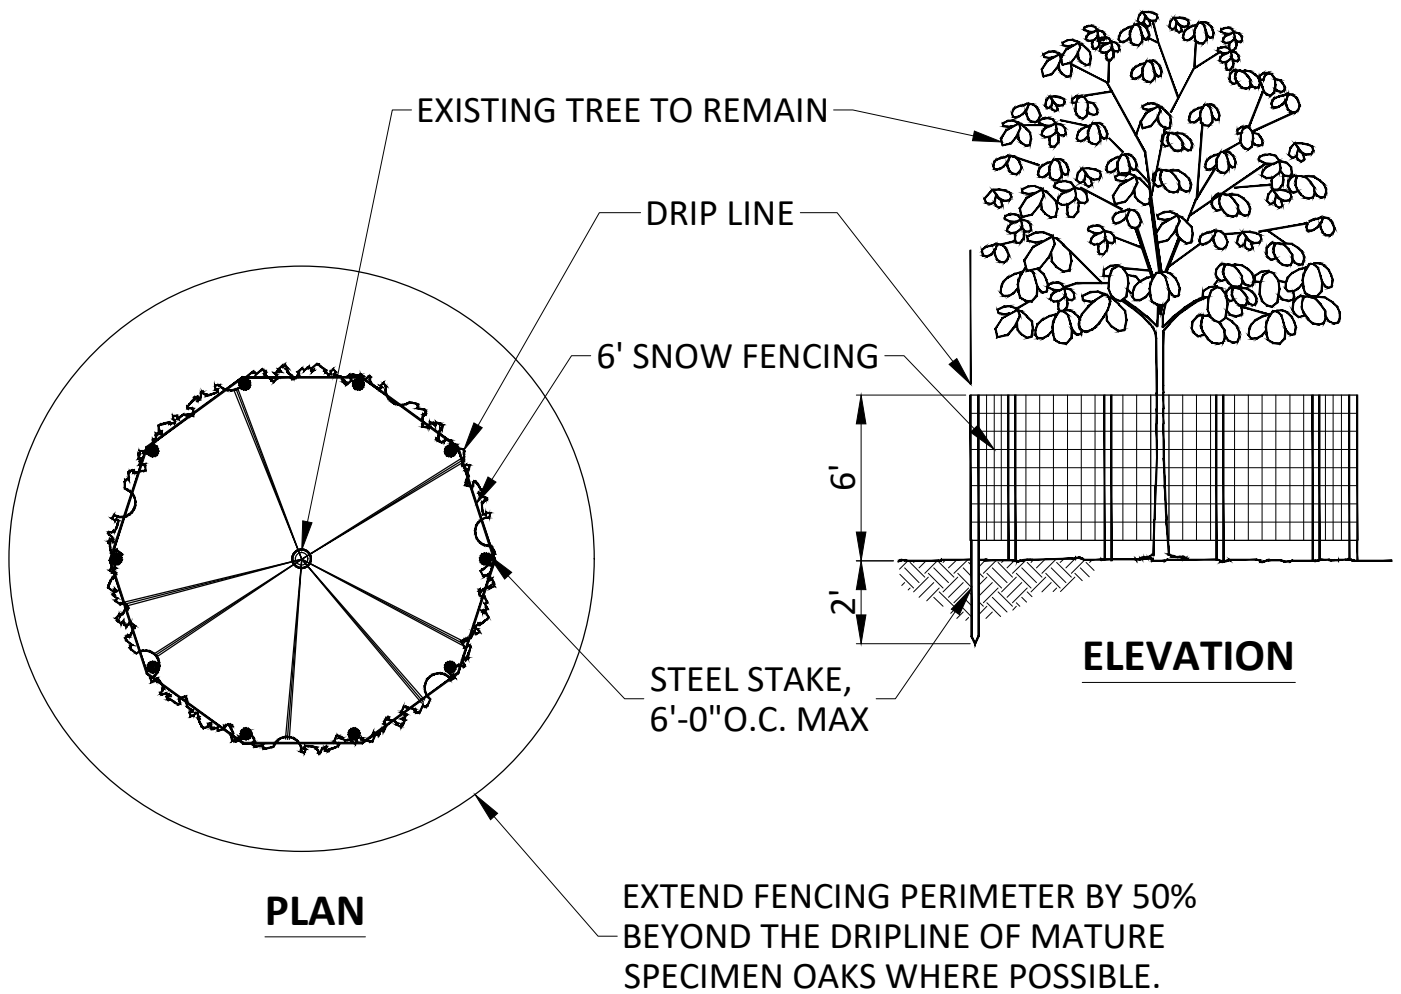 EXISTING TREE TO REMAIN
DRIP LINE
6' SNOW FENCING
6'
2'
ELEVATION
STEEL STAKE,
6'-0"O.C. MAX
PLAN
EXTEND FENCING PERIMETER BY 50%
BEYOND THE DRIPLINE OF MATURE
SPECIMEN OAKS WHERE POSSIBLE.